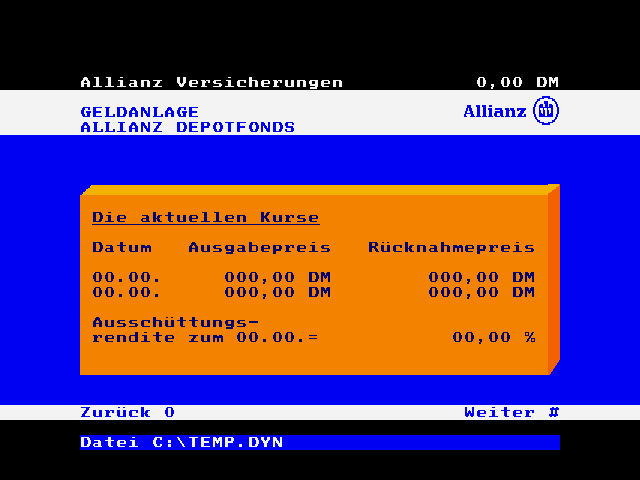 Allianz Versicherungen 0,00 DM
GELDANLAGE
ALLIANZ DEPOTFONDS
Allianz
Die aktuellen Kurse
Datum Ausgabepreis Rücknahmepreis
00.00. 000,00 DM 000,00 DM
00.00. 000,00 DM 000,00 DM
Ausschüttungs-
rendite zum 00.00.= 00,00 %
Zurück 0 Weiter #
Datei C:\TEMP.DYN